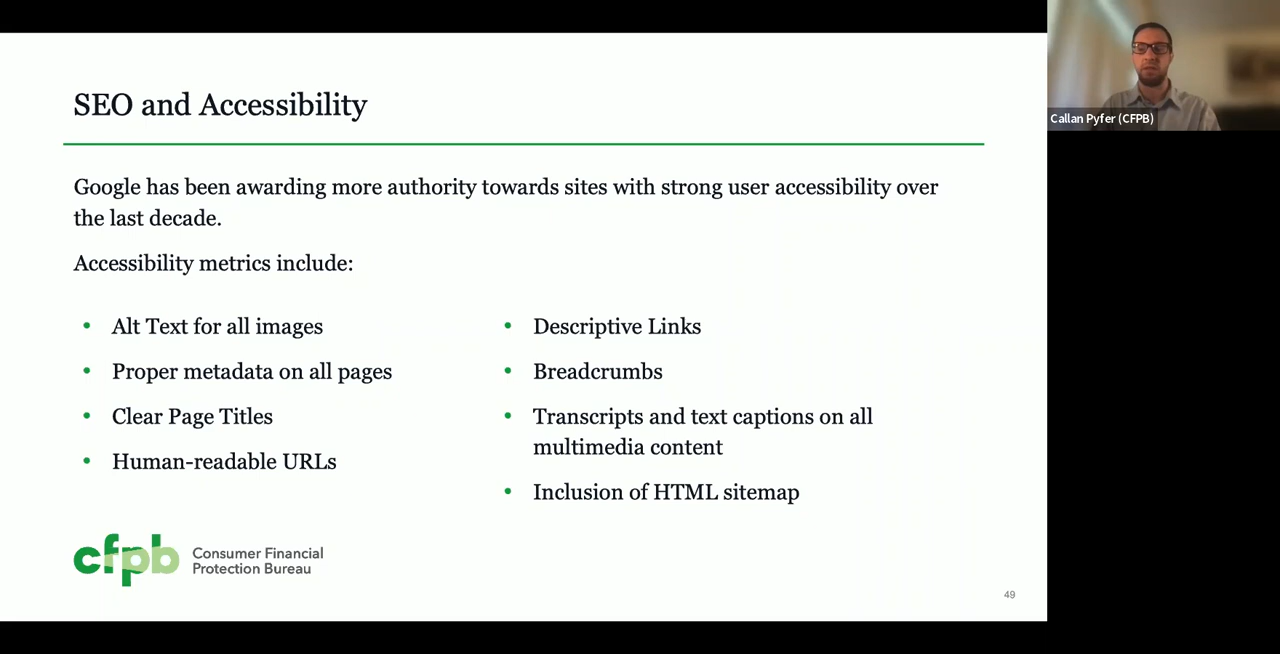 SEO and Accessibility
Google has been awarding more authority towards sites with strong user accessibility over
the last decade.
Accessibility metrics include:
• Alt Text for all images
• Proper metadata on all pages
• Clear Page Titles
• Human-readable URLs
• Descriptive Links
• Breadcrumbs
• Transcripts and text captions on all
multimedia content
• Inclusion of HTML sitemap
cfpb
Consumer Financial
Protection Bureau
49
Callan Pyfer (CFPB)